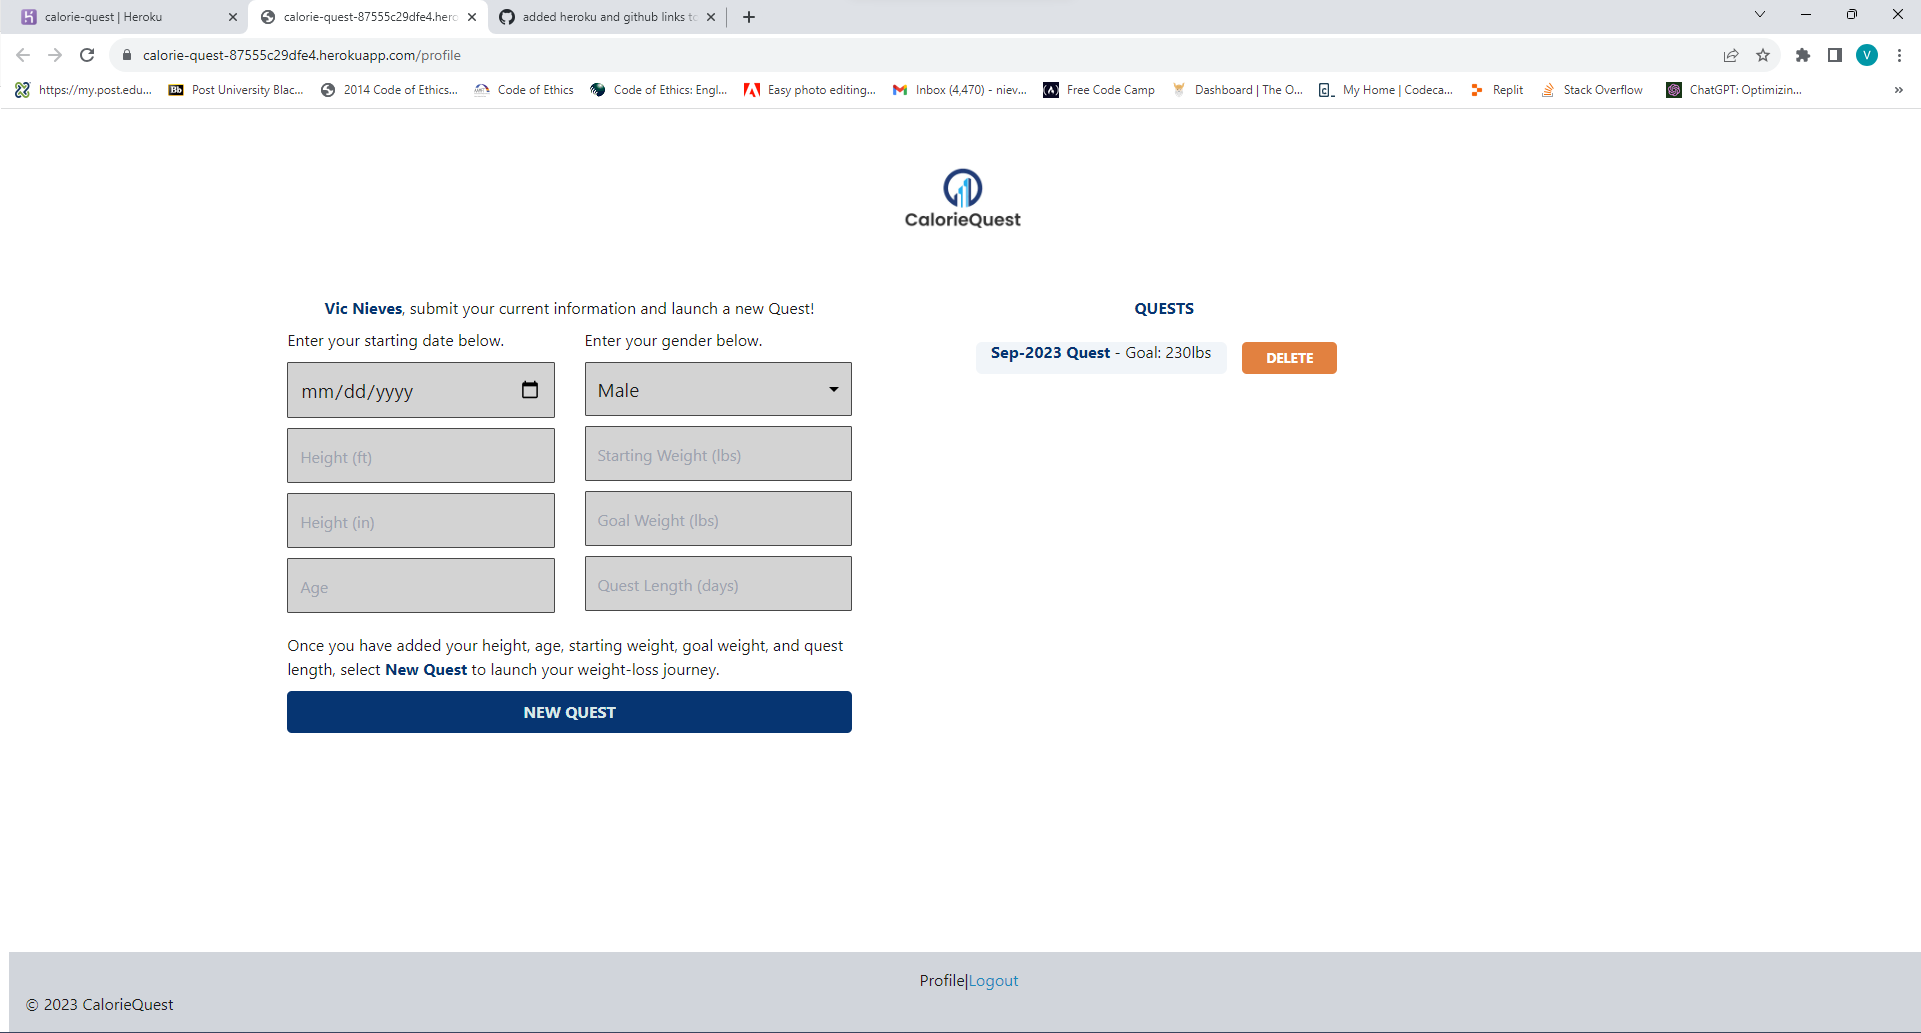 calorie-quest | Heroku
calorie-quest-87555c29dfe4.hero
added heroku and github links to
calorie-quest-87555c29dfe4.herokuapp.com/profile
V
https://my.post.edu...
Bb
Post University Blac...
2014 Code of Ethics...
Code of Ethics
Code of Ethics: Engl...
Easy photo editing...
Inbox (4,470) - niev...
Free Code Camp
Dashboard | The O...
My Home | Codeca...
Replit
Stack Overflow
ChatGPT: Optimizin...
»
CalorieQuest
Vic Nieves, submit your current information and launch a new Quest!
Enter your starting date below.
Enter your gender below.
mm/dd/yyyy
Male
Height (ft)
Starting Weight (lbs)
Height (in)
Goal Weight (lbs)
Age
Quest Length (days)
Once you have added your height, age, starting weight, goal weight, and quest
length, select New Quest to launch your weight-loss journey.
NEW QUEST
QUESTS
Sep-2023 Quest - Goal: 230lbs
DELETE
Profile|Logout
© 2023 CalorieQuest